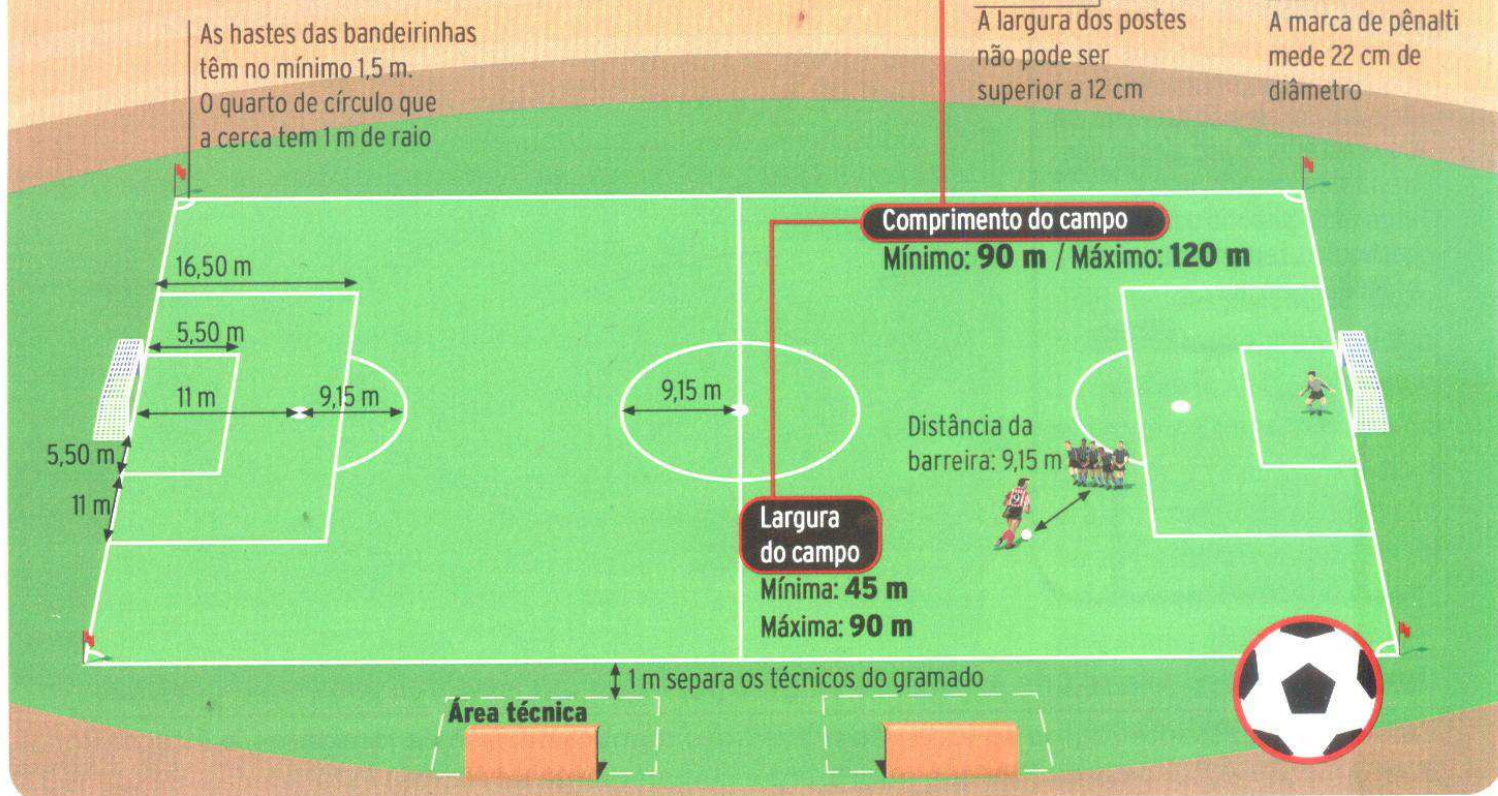 As hastes das bandeirinhas
têm no mínimo 1,5 m.
O quarto de círculo que
a cerca tem 1 m de raio
A largura dos postes
não pode ser
superior a 12 cm
A marca de pênalti
mede 22 cm de
diâmetro
Comprimento do campo
Mínimo: 90 m / Máximo: 120 m
16,50 m
5,50 m
11 m
9,15 m
9,15 m
5,50 m
11 m
Distância da
barreira: 9,15 m
9
Largura
do campo
Mínima: 45 m
Máxima: 90 m
1 m separa os técnicos do gramado
Área técnica